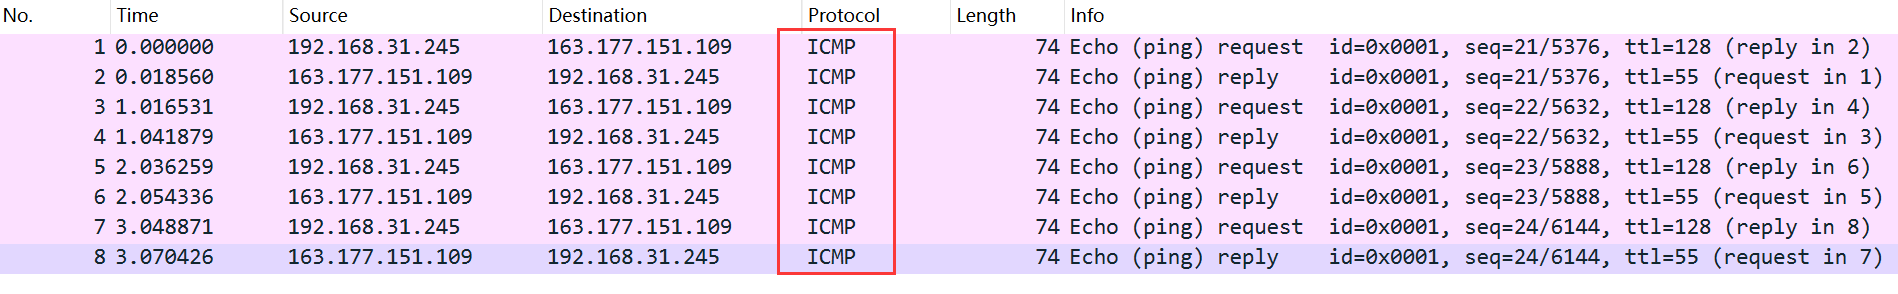 No. Time Source Destination Protocol Length Info
1 0.000000 192.168.31.245 163.177.151.109 ICMP 74 Echo (ping) request id=0x0001, seq=21/5376, ttl=128 (reply in 2)
2 0.018560 163.177.151.109 192.168.31.245 ICMP 74 Echo (ping) reply id=0x0001, seq=21/5376, ttl=55 (request in 1)
3 1.016531 192.168.31.245 163.177.151.109 ICMP 74 Echo (ping) request id=0x0001, seq=22/5632, ttl=128 (reply in 4)
4 1.041879 163.177.151.109 192.168.31.245 ICMP 74 Echo (ping) reply id=0x0001, seq=22/5632, ttl=55 (request in 3)
5 2.036259 192.168.31.245 163.177.151.109 ICMP 74 Echo (ping) request id=0x0001, seq=23/5888, ttl=128 (reply in 6)
6 2.054336 163.177.151.109 192.168.31.245 ICMP 74 Echo (ping) reply id=0x0001, seq=23/5888, ttl=55 (request in 5)
7 3.048871 192.168.31.245 163.177.151.109 ICMP 74 Echo (ping) request id=0x0001, seq=24/6144, ttl=128 (reply in 8)
8 3.070426 163.177.151.109 192.168.31.245 ICMP 74 Echo (ping) reply id=0x0001, seq=24/6144, ttl=55 (request in 7)